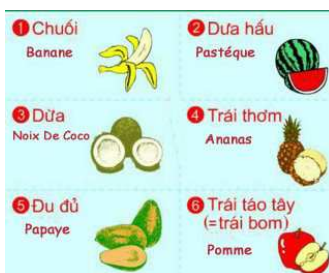 1 Chuối
Banane
2 Dưa hấu
Pastéque
3 Dừa
Noix De Coco
4 Trái thơm
Ananas
5 Đu đủ
Papaye
6 Trái táo tây
(=trái bom)
Pomme